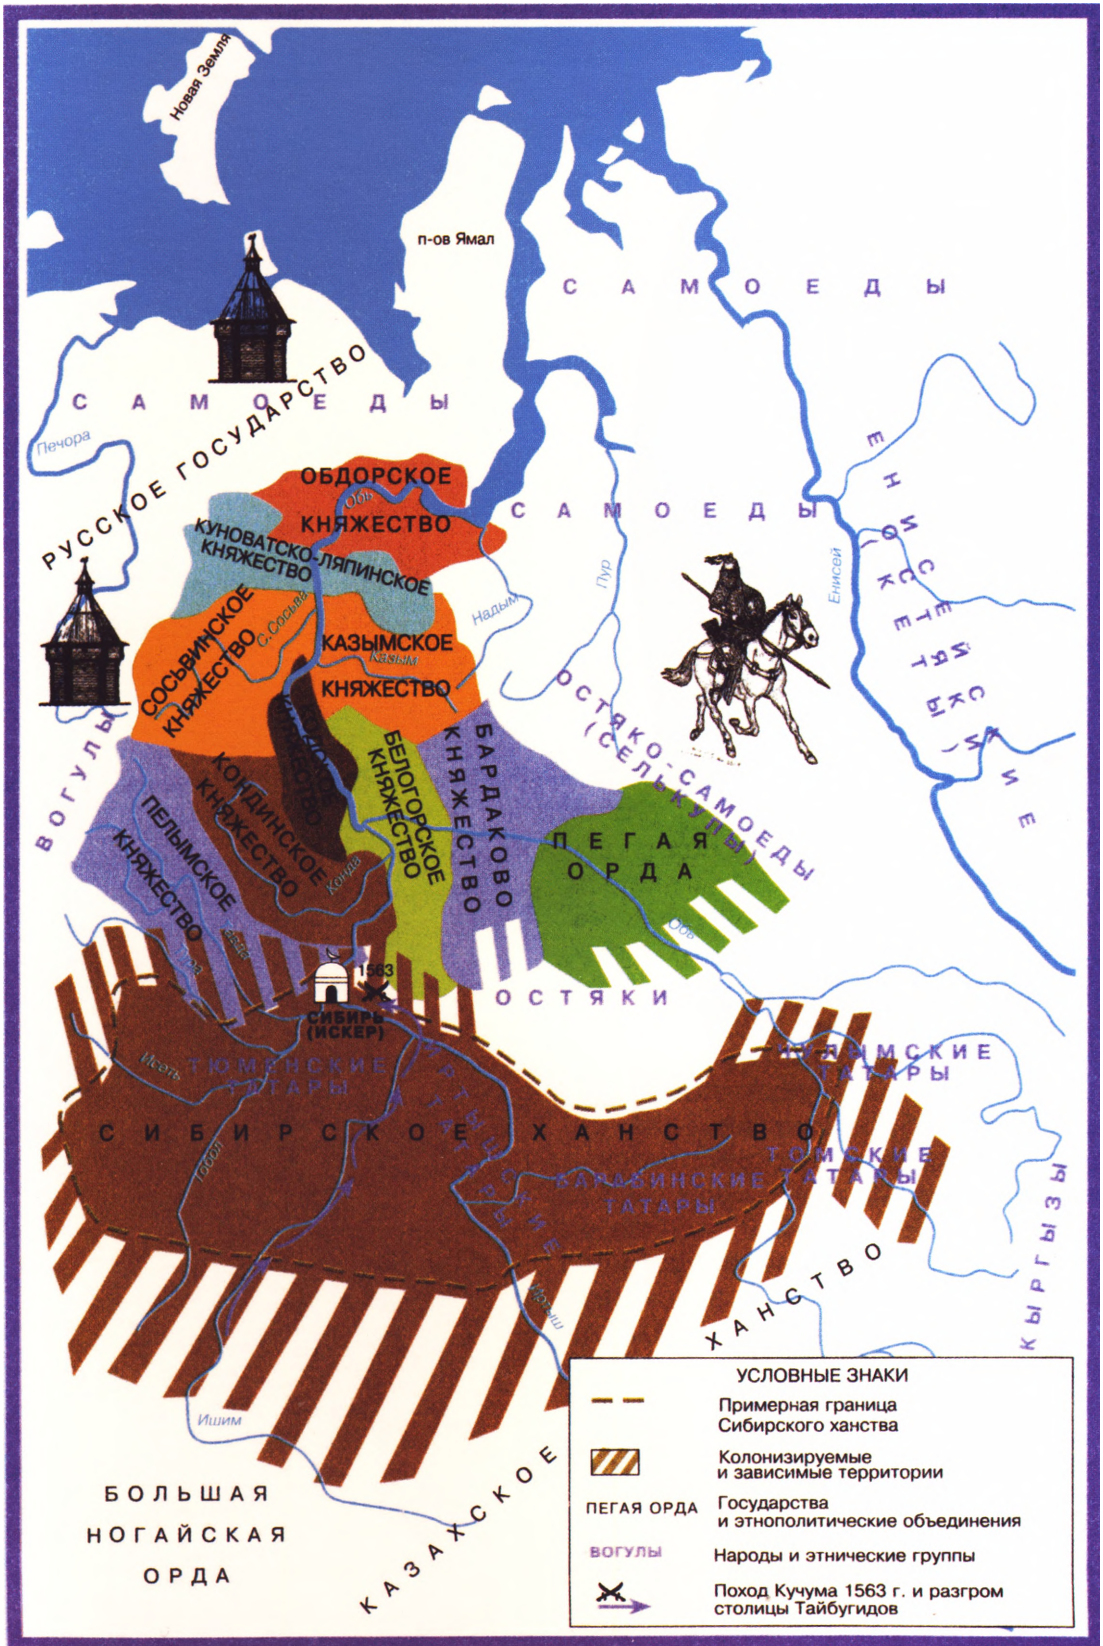 Новая Земля
п-ов Ямал
САМОЕДЫ
САМОЕДЫ
РУССКОЕ ГОСУДАРСТВО
Печора
ОБДОРСКОЕ
КНЯЖЕСТВО
Обь
САМОЕДЫ
КУНОВАТСКО-ЛЯПИНСКОЕ
КНЯЖЕСТВО
С. Сосьва
Надым
Пур
Енисей
СОСЬВИНСКОЕ
КНЯЖЕСТВО
КАЗЫМСКОЕ
Казым
КНЯЖЕСТВО
ВОГУЛЫ
ОСТЯКО-САМОЕДЫ
(СЕЛЬКУПЫ)
КОНДИНСКОЕ
КНЯЖЕСТВО
Конда
БЕЛОГОРСКОЕ
КНЯЖЕСТВО
БАРДАКОВО
КНЯЖЕСТВО
ПЕГАЯ
ОРДА
ПЕЛЫМСКОЕ
КНЯЖЕСТВО
Обь
1563
СИБИРЬ
(ИСКЕР)
ОСТЯКИ
Исеть
ТЮМЕНСКИЕ
ТАТАРЫ
ЧУЛЫМСКИЕ
ТАТАРЫ
СИБИРСКОЕ ХАНСТВО
Тобол
ТОМСКИЕ
ТАТАРЫ
БАРАБИНСКИЕ
ТАТАРЫ
Иртыш
КЫРГЫЗЫ
Ишим
БОЛЬШАЯ
НОГАЙСКАЯ
ОРДА
КАЗАХСКОЕ ХАНСТВО
УСЛОВНЫЕ ЗНАКИ
Примерная граница
Сибирского ханства
Колонизируемые
и зависимые территории
ПЕГАЯ ОРДА
Государства
и этнополитические объединения
ВОГУЛЫ
Народы и этнические группы
Поход Кучума 1563 г. и разгром
столицы Тайбугидов